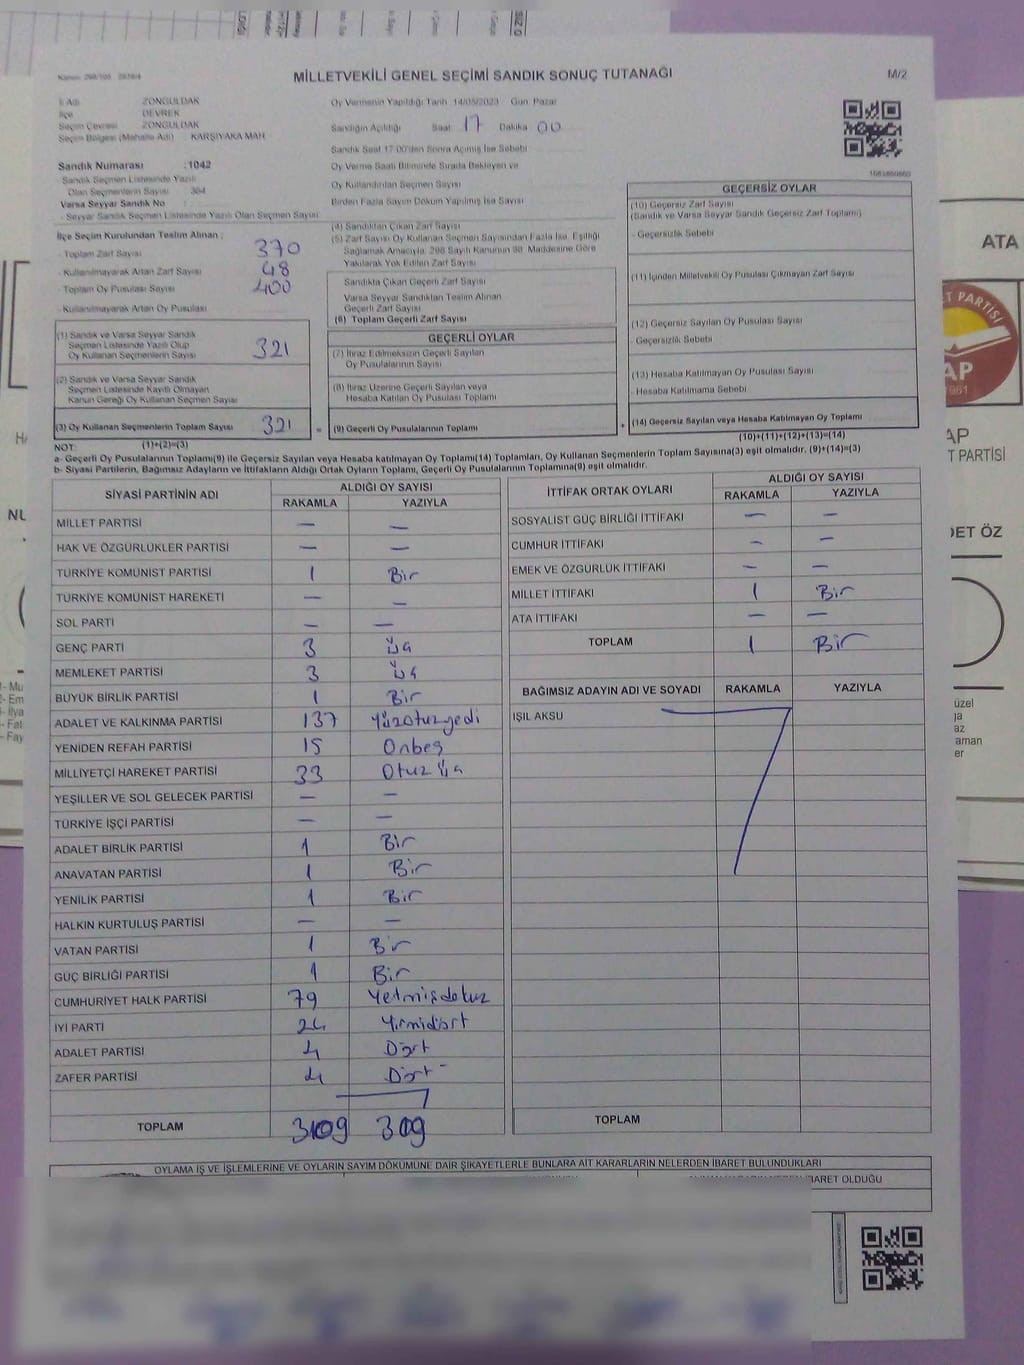 MİLLETVEKİLİ GENEL SEÇİMİ SANDIK SONUÇ TUTANAĞI
M/2
İl Adı ZONGULDAK
İlçe DEVREK
Seçim Çevresi ZONGULDAK
Seçim Bölgesi (Mahalle Adı) KARŞIYAKA MAH
Sandık Numarası :1042
Sandık Seçmen Listesinde Yazılı
Olan Seçmenlerin Sayısı 364
Varsa Seyyar Sandık No
- Seyyar Sandık Seçmen Listesinde Yazılı Olan Seçmen Sayısı
Oy Vermenin Yapıldığı Tarih 14/05/2023 Gün Pazar
Sandığın Açıldığı Saat 17 Dakika 00
Sandık Saat 17:00'den Sonra Açılmış İse Sebebi
Oy Verme Saati Bitiminde Sırada Bekleyen ve
Oy Kullandırılan Seçmen Sayısı
Birden Fazla Sayım Döküm Yapılmış İse Sayısı
İlçe Seçim Kurulundan Teslim Alınan :
- Toplam Zarf Sayısı 370
- Kullanılmayarak Artan Zarf Sayısı 48
- Toplam Oy Pusulası Sayısı 400
- Kullanılmayarak Artan Oy Pusulası
(4) Sandıktan Çıkan Zarf Sayısı
(5) Zarf Sayısı Oy Kullanan Seçmen Sayısından Fazla İse, Eşitliği
Sağlamak Amacıyla, 298 Sayılı Kanunun 98. Maddesine Göre
Yakılarak Yok Edilen Zarf Sayısı
Sandıkta Çıkan Geçerli Zarf Sayısı
Varsa Seyyar Sandıktan Teslim Alınan
Geçerli Zarf Sayısı
(6) Toplam Geçerli Zarf Sayısı
GEÇERSİZ OYLAR
(10) Geçersiz Zarf Sayısı
(Sandık ve Varsa Seyyar Sandık Geçersiz Zarf Toplamı)
- Geçersizlik Sebebi
(11) İçinden Milletvekili Oy Pusulası Çıkmayan Zarf Sayısı
(12) Geçersiz Sayılan Oy Pusulası Sayısı
- Geçersizlik Sebebi
(13) Hesaba Katılmayan Oy Pusulası Sayısı
- Hesaba Katılmama Sebebi
(14) Geçersiz Sayılan veya Hesaba Katılmayan Oy Toplamı
(10)+(11)+(12)+(13)=(14)
(1) Sandık ve Varsa Seyyar Sandık
Seçmen Listesinde Yazılı Olup
Oy Kullanan Seçmenlerin Sayısı 321
(2) Sandık ve Varsa Seyyar Sandık
Seçmen Listesinde Kayıtlı Olmayan
Kanun Gereği Oy Kullanan Seçmen Sayısı
(3) Oy Kullanan Seçmenlerin Toplam Sayısı 321 =
(1)+(2)=(3)
GEÇERLİ OYLAR
(7) İtiraz Edilmeksizin Geçerli Sayılan
Oy Pusulalarının Sayısı
(8) İtiraz Üzerine Geçerli Sayılan veya
Hesaba Katılan Oy Pusulası Toplamı
(9) Geçerli Oy Pusulalarının Toplamı +
NOT:
a- Geçerli Oy Pusulalarının Toplamı(9) ile Geçersiz Sayılan veya Hesaba Katılmayan Oy Toplamı(14) Toplamları, Oy Kullanan Seçmenlerin Toplam Sayısına(3) eşit olmalıdır. (9)+(14)=(3)
b- Siyasi Partilerin, Bağımsız Adayların ve İttifakların Aldığı Ortak Oyların Toplamı, Geçerli Oy Pusulalarının Toplamına(9) eşit olmalıdır.
SİYASİ PARTİNİN ADI ALDIĞI OY SAYISI
RAKAMLA YAZIYLA
MİLLET PARTİSİ — —
HAK VE ÖZGÜRLÜKLER PARTİSİ — —
TÜRKİYE KOMÜNİST PARTİSİ 1 Bir
TÜRKİYE KOMÜNİST HAREKETİ — —
SOL PARTİ — —
GENÇ PARTİ 3 üç
MEMLEKET PARTİSİ 3 üç
BÜYÜK BİRLİK PARTİSİ 1 Bir
ADALET VE KALKINMA PARTİSİ 137 Yüzotuzyedi
YENİDEN REFAH PARTİSİ 15 Onbeş
MİLLİYETÇİ HAREKET PARTİSİ 33 Otuz üç
YEŞİLLER VE SOL GELECEK PARTİSİ — —
TÜRKİYE İŞÇİ PARTİSİ — —
ADALET BİRLİK PARTİSİ 1 Bir
ANAVATAN PARTİSİ 1 Bir
YENİLİK PARTİSİ 1 Bir
HALKIN KURTULUŞ PARTİSİ — —
VATAN PARTİSİ 1 Bir
GÜÇ BİRLİĞİ PARTİSİ 1 Bir
CUMHURİYET HALK PARTİSİ 79 Yetmişdokuz
İYİ PARTİ 24 Yirmidört
ADALET PARTİSİ 4 Dört
ZAFER PARTİSİ 4 Dört
TOPLAM 309 309
İTTİFAK ORTAK OYLARI ALDIĞI OY SAYISI
RAKAMLA YAZIYLA
SOSYALİST GÜÇ BİRLİĞİ İTTİFAKI — —
CUMHUR İTTİFAKI — —
EMEK VE ÖZGÜRLÜK İTTİFAKI — —
MİLLET İTTİFAKI 1 Bir
ATA İTTİFAKI — —
TOPLAM 1 Bir
BAĞIMSIZ ADAYIN ADI VE SOYADI RAKAMLA YAZIYLA
IŞIL AKSU
TOPLAM
OYLAMA İŞ VE İŞLEMLERİNE VE OYLARIN SAYIM DÖKÜMÜNE DAİR ŞİKAYETLERLE BUNLARA AİT KARARLARIN NELERDEN İBARET BULUNDUKLARI
İBARET OLDUĞU
ATA
T PARTİSİ
AP
1961
AP
T PARTİSİ
DET ÖZ
üzel
ja
az
aman
er
NU